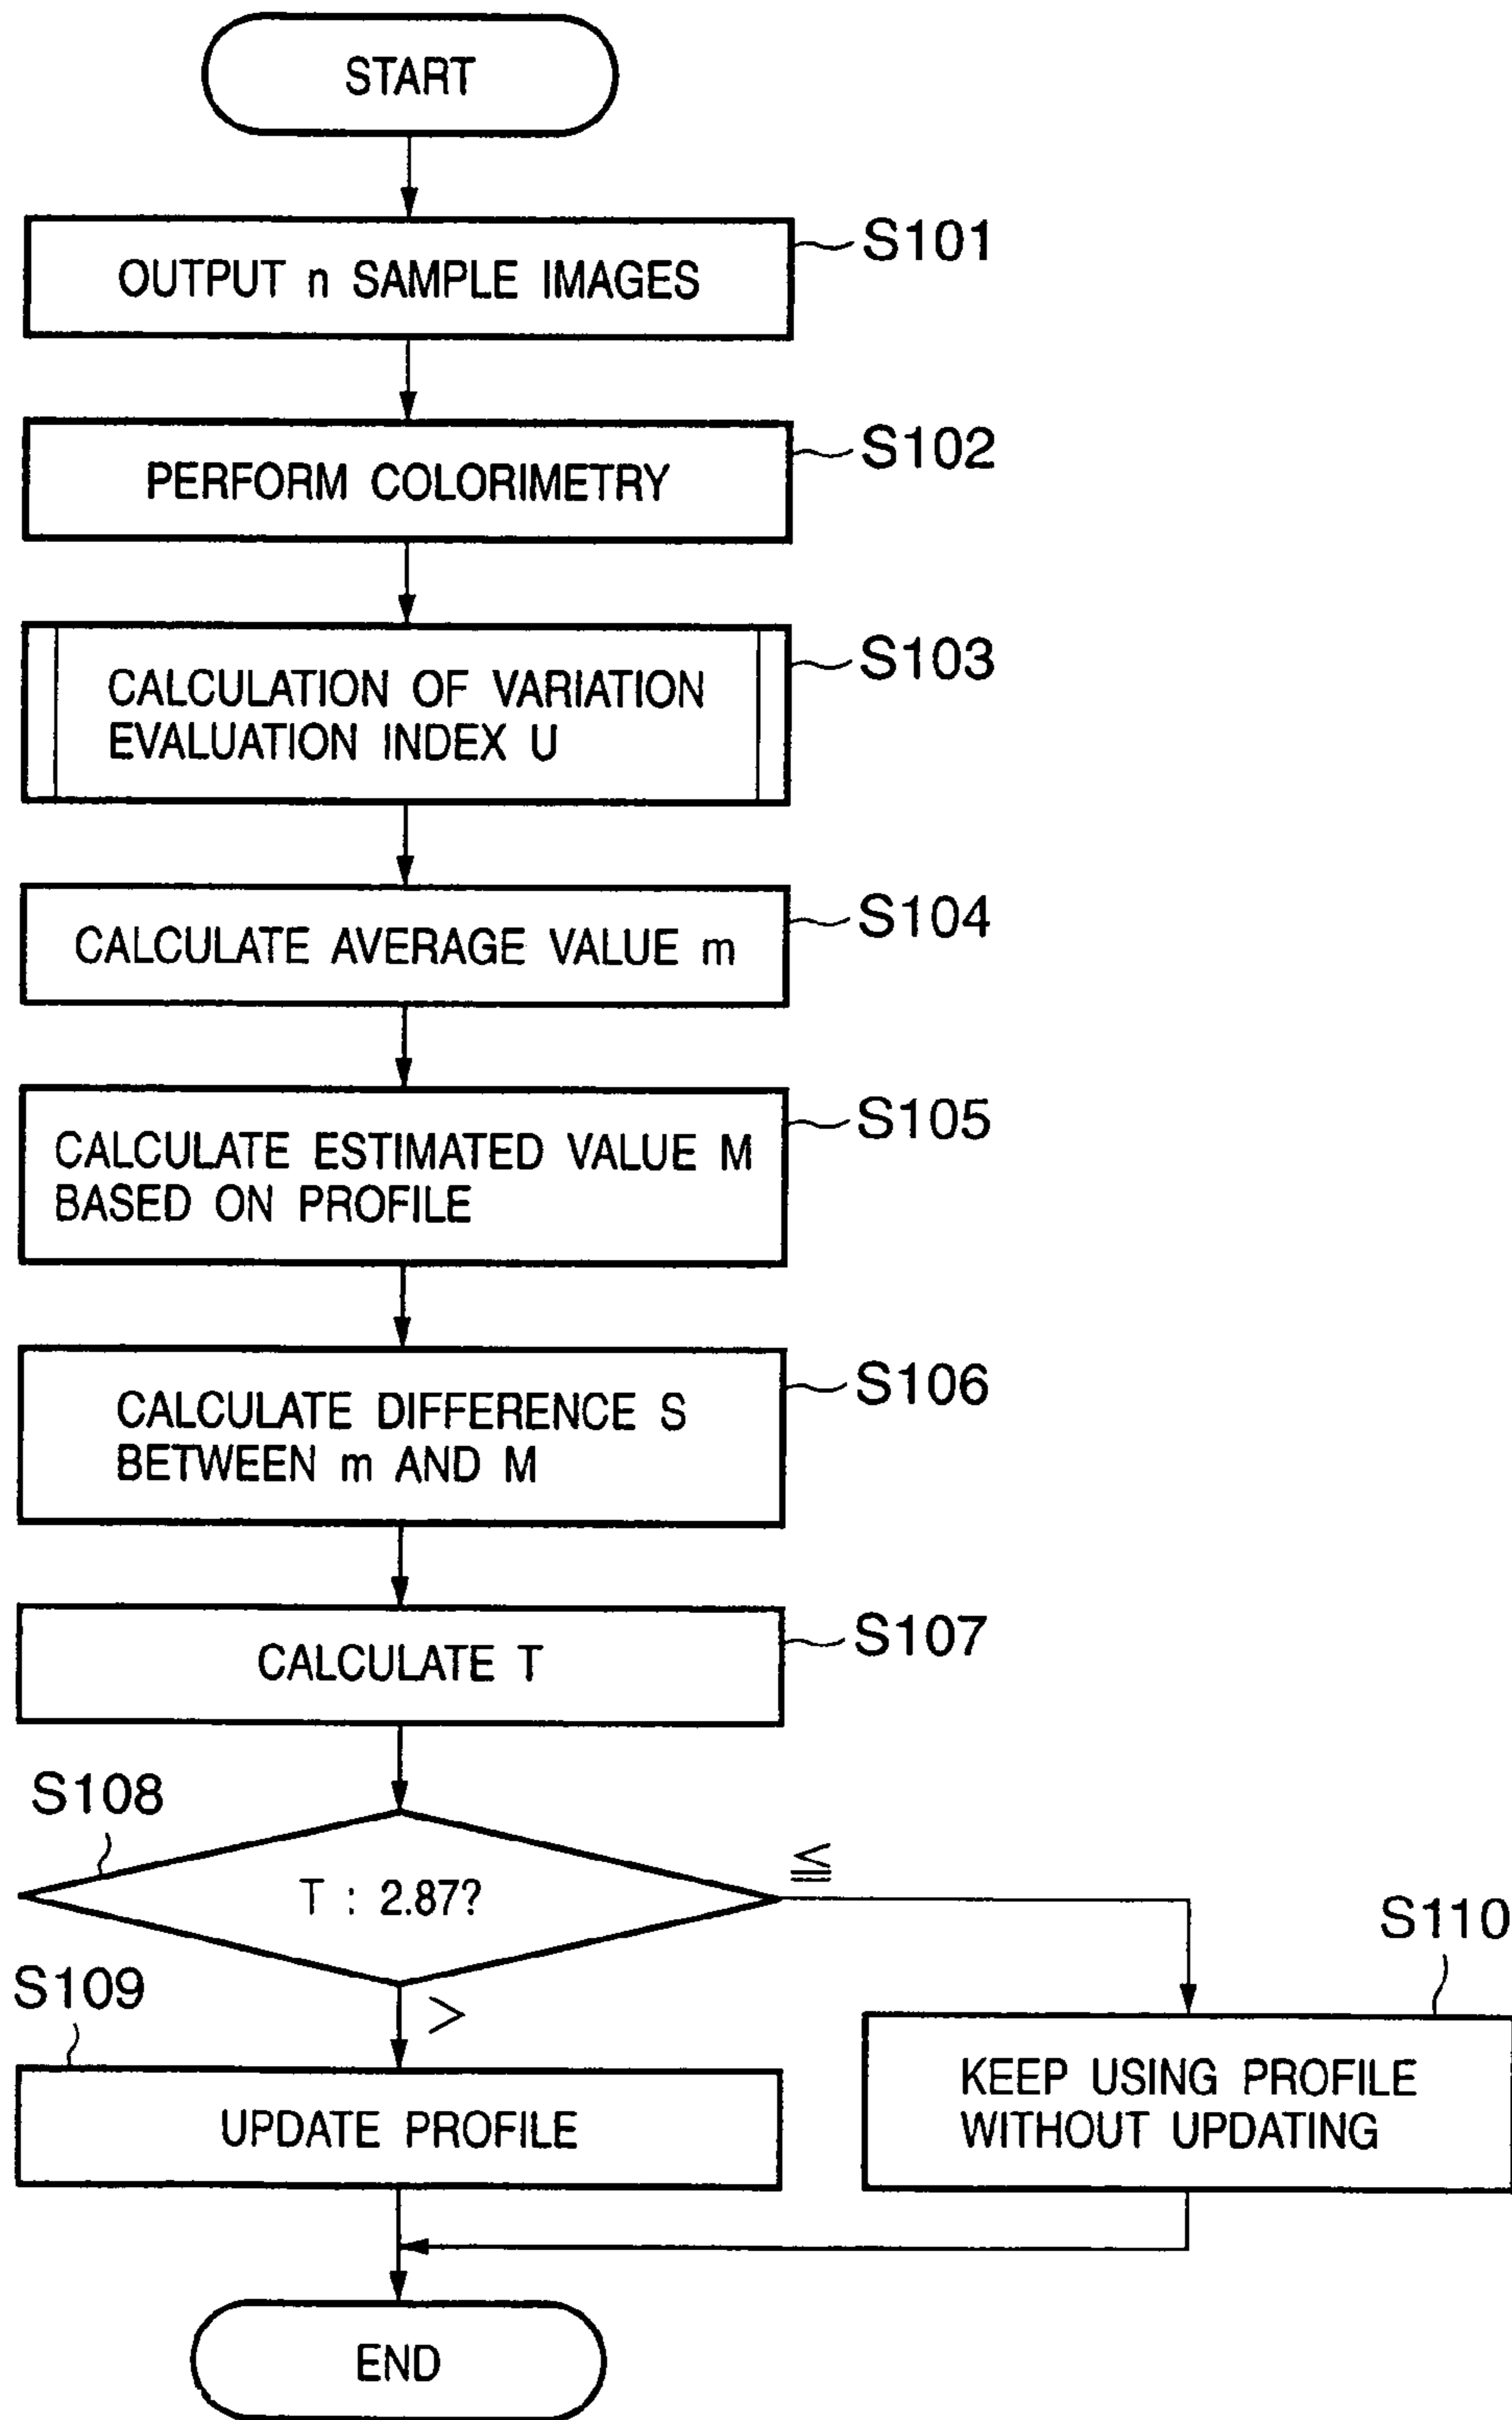 START
OUTPUT n SAMPLE IMAGES
S101
PERFORM COLORIMETRY
S102
CALCULATION OF VARIATION
EVALUATION INDEX U
S103
CALCULATE AVERAGE VALUE m
S104
CALCULATE ESTIMATED VALUE M
BASED ON PROFILE
S105
CALCULATE DIFFERENCE S
BETWEEN m AND M
S106
CALCULATE T
S107
S108
T : 2.87?
≦
>
S109
UPDATE PROFILE
S110
KEEP USING PROFILE
WITHOUT UPDATING
END